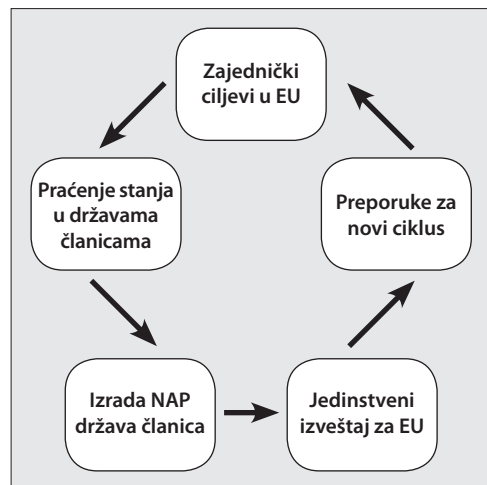 Zajednički
ciljevi u EU
Praćenje stanja
u državama
članicama
Izrada NAP
država članica
Jedinstveni
izveštaj za EU
Preporuke za
novi ciklus